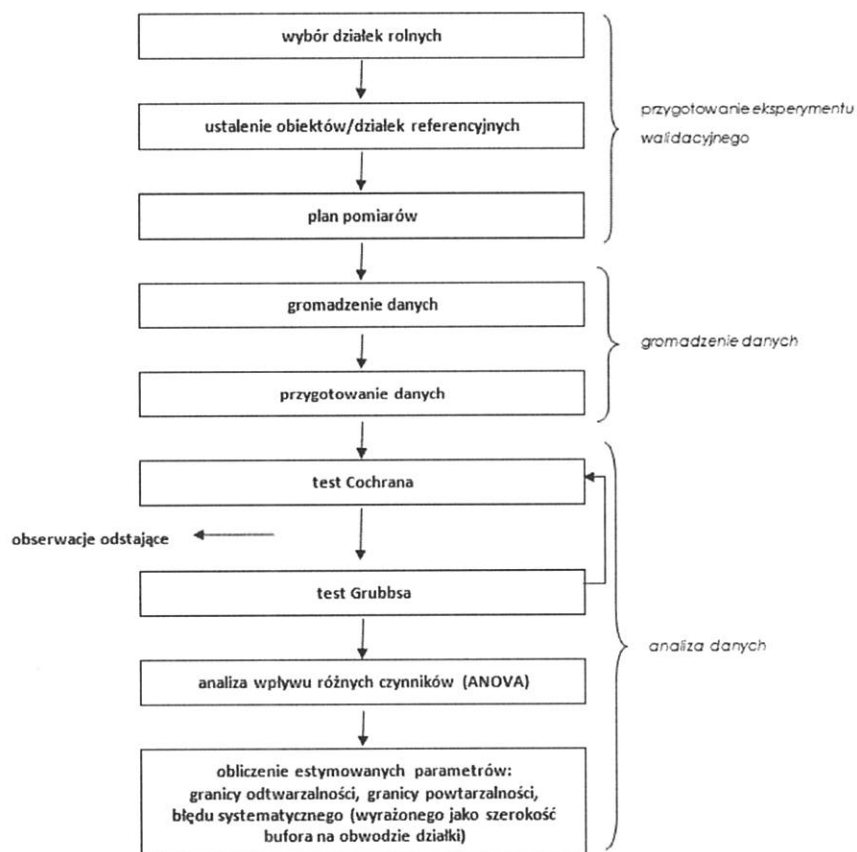 wybór działek rolnych
ustalenie obiektów/działek referencyjnych
plan pomiarów
przygotowanie eksperymentu
walidacyjnego
gromadzenie danych
przygotowanie danych
gromadzenie danych
test Cochrana
obserwacje odstające
test Grubbsa
analiza wpływu różnych czynników (ANOVA)
obliczenie estymowanych parametrów:
granicy odtwarzalności, granicy powtarzalności,
błędu systematycznego (wyrażonego jako szerokość
bufora na obwodzie działki)
analiza danych